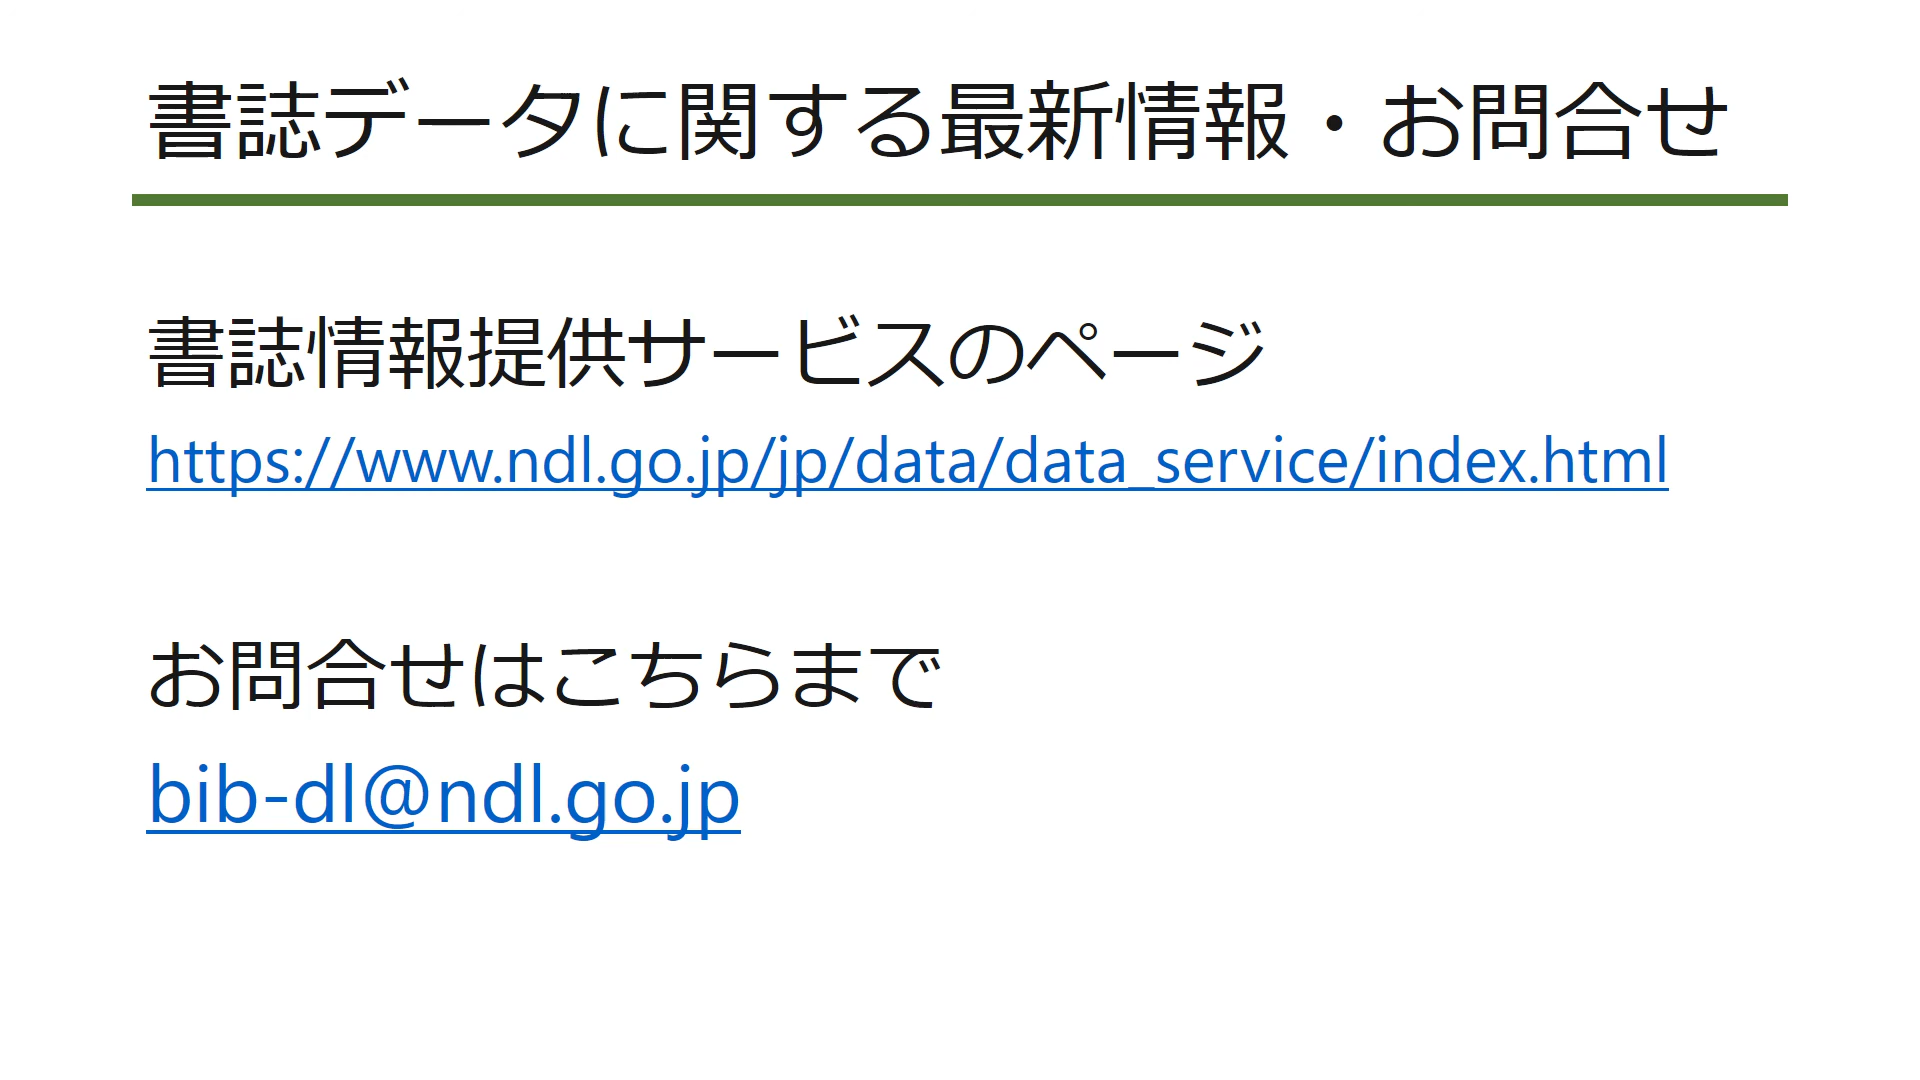 書誌データに関する最新情報・お問合せ
書誌情報提供サービスのページ
https://www.ndl.go.jp/jp/data/data_service/index.html
お問合せはこちらまで
bib-dl@ndl.go.jp